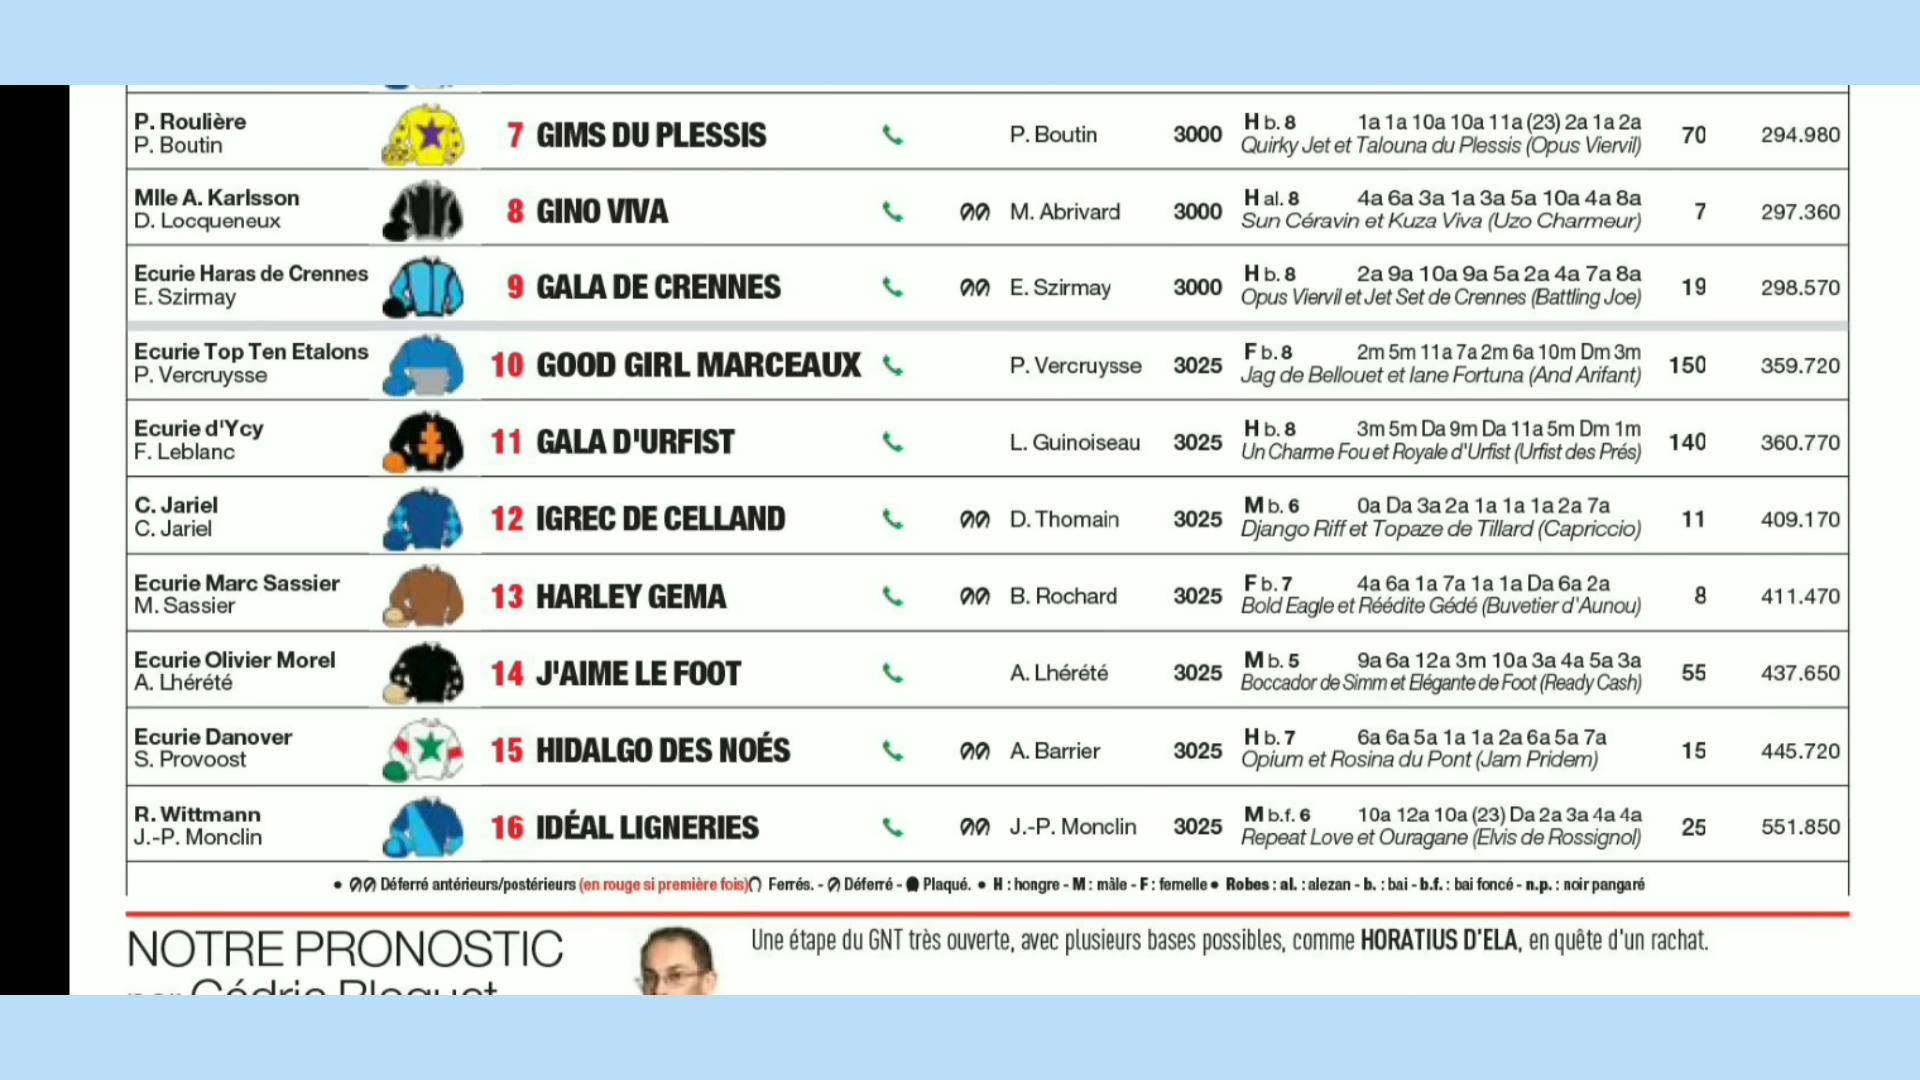 P. Roulière
P. Boutin
7 GIMS DU PLESSIS P. Boutin 3000 H b. 8 1a 1a 10a 10a 11a (23) 2a 1a 2a 70 294.980
Quirky Jet et Talouna du Plessis (Opus Viervil)
Mlle A. Karlsson
D. Locqueneux
8 GINO VIVA M. Abrivard 3000 H al. 8 4a 6a 3a 1a 3a 5a 10a 4a 8a 7 297.360
Sun Céravin et Kuza Viva (Uzo Charmeur)
Ecurie Haras de Crennes
E. Szirmay
9 GALA DE CRENNES E. Szirmay 3000 H b. 8 2a 9a 10a 9a 5a 2a 4a 7a 8a 19 298.570
Opus Viervil et Jet Set de Crennes (Battling Joe)
Ecurie Top Ten Etalons
P. Vercruysse
10 GOOD GIRL MARCEAUX P. Vercruysse 3025 F b. 8 2m 5m 11a 7a 2m 6a 10m Dm 3m 150 359.720
Jag de Bellouet et Iane Fortuna (And Arifant)
Ecurie d'Ycy
F. Leblanc
11 GALA D'URFIST L. Guinoiseau 3025 H b. 8 3m 5m Da 9m Da 11a 5m Dm 1m 140 360.770
Un Charme Fou et Royale d'Urfist (Urfist des Prés)
C. Jariel
C. Jariel
12 IGREC DE CELLAND D. Thomain 3025 M b. 6 0a Da 3a 2a 1a 1a 1a 2a 7a 11 409.170
Django Riff et Topaze de Tillard (Capriccio)
Ecurie Marc Sassier
M. Sassier
13 HARLEY GEMA B. Rochard 3025 F b. 7 4a 6a 1a 7a 1a 1a Da 6a 2a 8 411.470
Bold Eagle et Réédite Gédé (Buvetier d'Aunou)
Ecurie Olivier Morel
A. Lhérété
14 J'AIME LE FOOT A. Lhérété 3025 M b. 5 9a 6a 12a 3m 10a 3a 4a 5a 3a 55 437.650
Boccador de Simm et Elégante de Foot (Ready Cash)
Ecurie Danover
S. Provoost
15 HIDALGO DES NOÉS A. Barrier 3025 H b. 7 6a 6a 5a 1a 1a 2a 6a 5a 7a 15 445.720
Opium et Rosina du Pont (Jam Pridem)
R. Wittmann
J.-P. Monclin
16 IDÉAL LIGNERIES J.-P. Monclin 3025 M b.f. 6 10a 12a 10a (23) Da 2a 3a 4a 4a 25 551.850
Repeat Love et Ouragane (Elvis de Rossignol)
• Déferré antérieurs/postérieurs (en rouge si première fois) Ferrés. - Déferré - Plaqué. • H : hongre - M : mâle - F : femelle • Robes : al. : alezan - b. : bai - b.f. : bai foncé - n.p. : noir pangaré
NOTRE PRONOSTIC
Une étape du GNT très ouverte, avec plusieurs bases possibles, comme HORATIUS D'ELA, en quête d'un rachat.